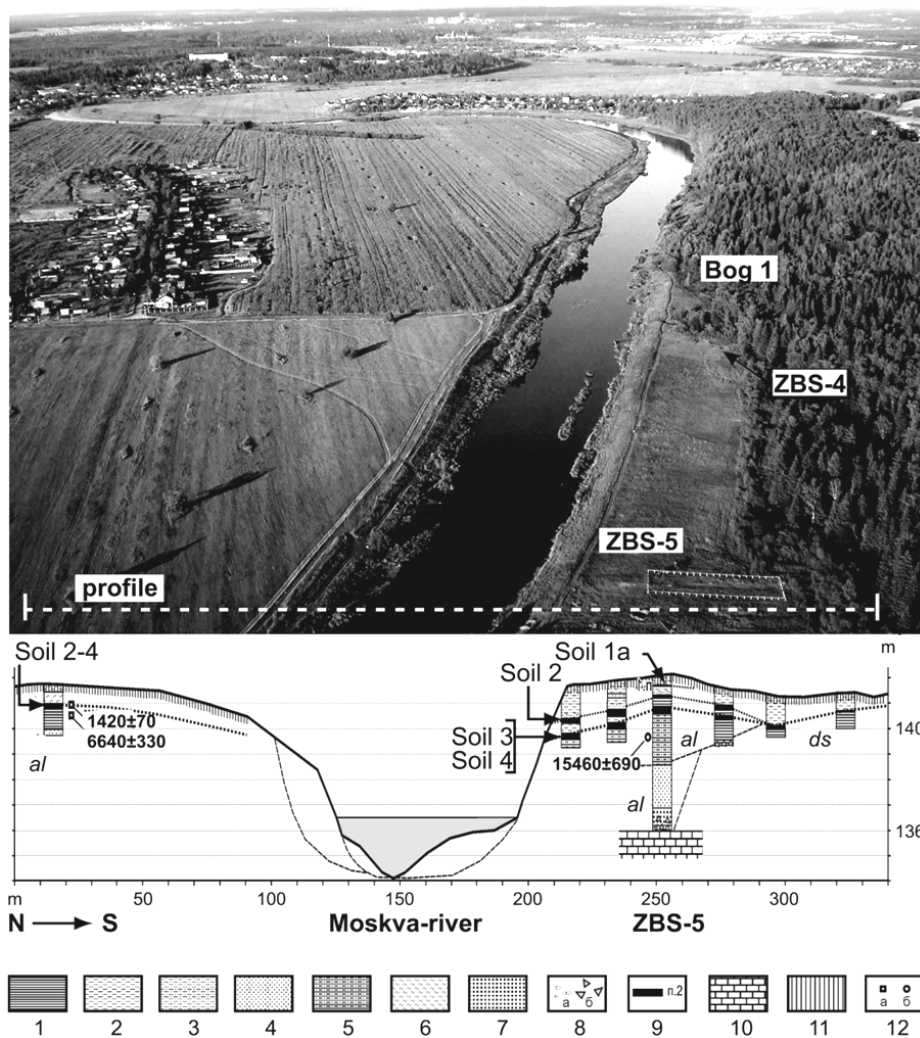 Bog 1
ZBS-4
ZBS-5
profile
Soil 2-4
Soil 1a
m
Soil 2
1420±70
6640±330
Soil 3
Soil 4
15460±690
al
al
al
ds
140
136
m 50 100 150 200 210 250 300
N S Moskva-river ZBS-5
а б
п.2
а б
1 2 3 4 5 6 7 8 9 10 11 12